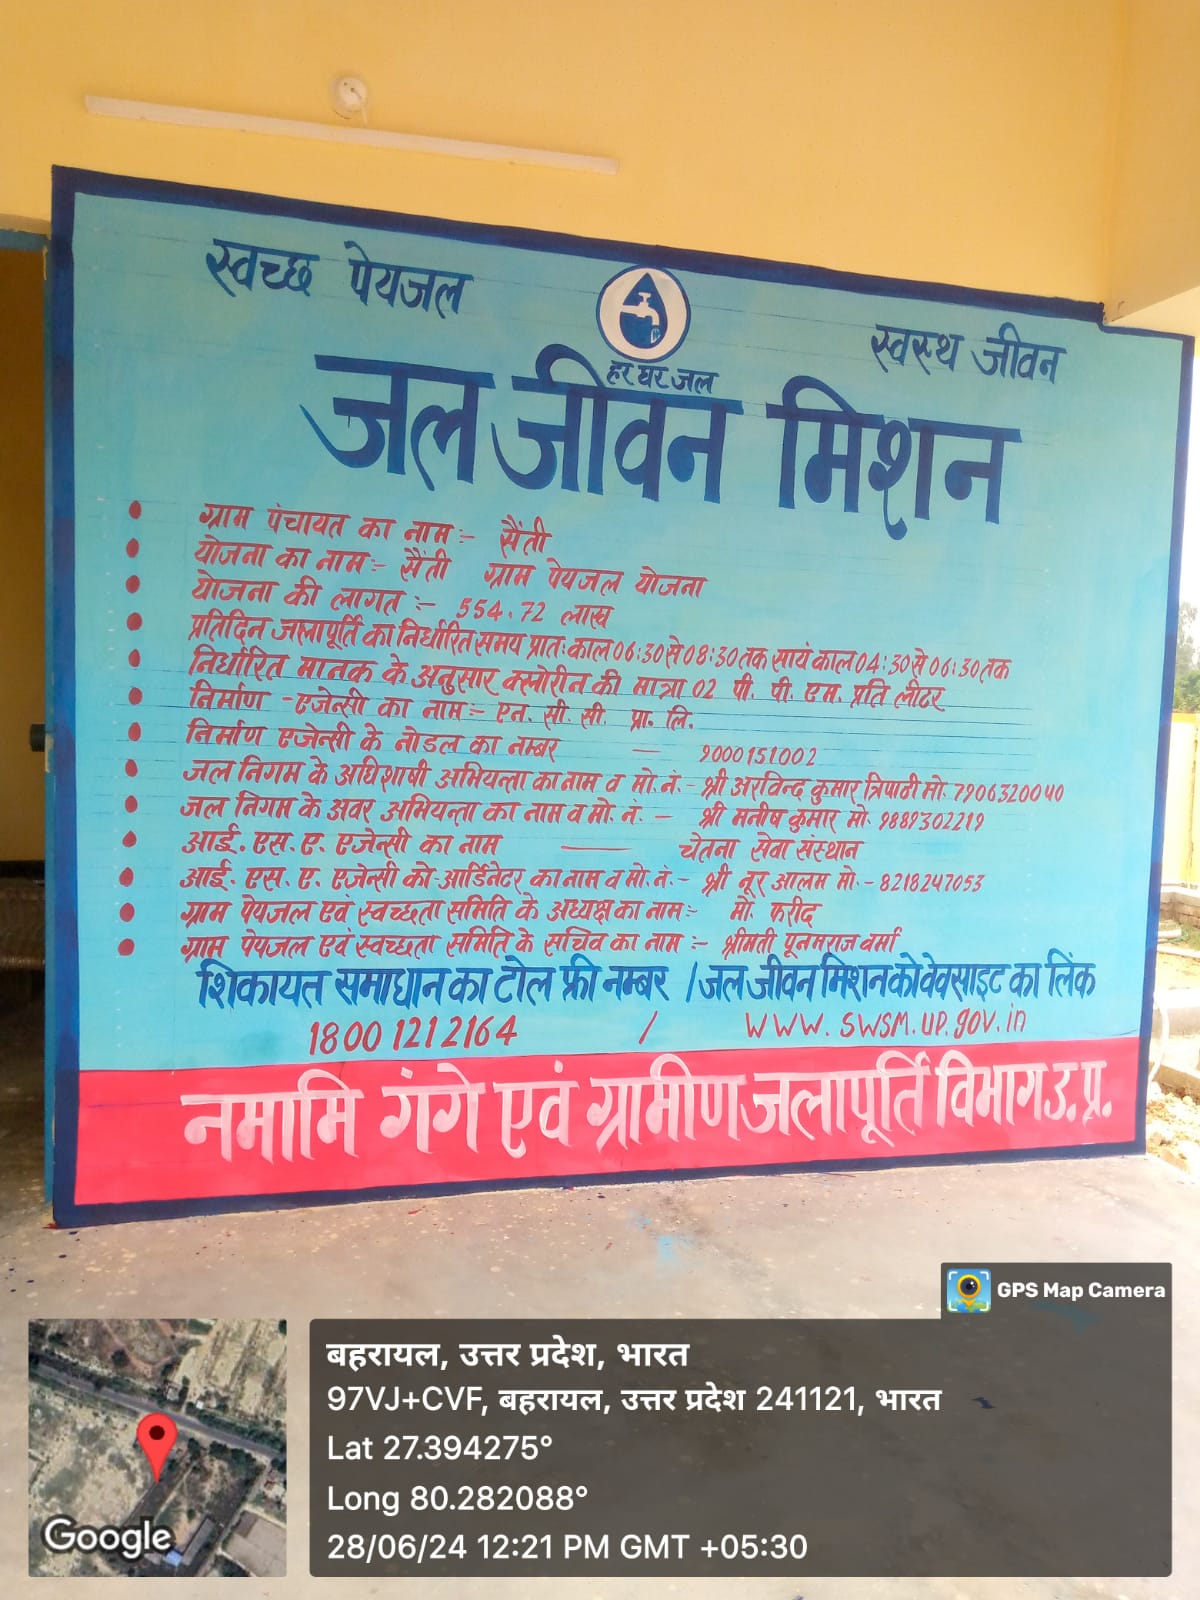 स्वच्छ पेयजल
स्वस्थ जीवन
हर घर जल
जल जीवन मिशन
ग्राम पंचायत का नाम :- सैंती
योजना का नाम :- सैंती ग्राम पेयजल योजना
योजना की लागत :- 554.72 लाख
प्रतिदिन जलापूर्ति का निर्धारित समय प्रात: काल 06:30 से 08:30 तक सायं काल 04:30 से 06:30 तक
निर्धारित मानक के अनुसार क्लोरीन की मात्रा 02 पी. पी. एम. प्रति लीटर
निर्माण -एजेन्सी का नाम :- एन. सी. सी. प्रा. लि.
निर्माण एजेन्सी के नोडल का नम्बर — 9000151002
जल निगम के अधिशाषी अभियन्ता का नाम व मो. नं. - श्री अरविन्द कुमार त्रिपाठी मो. 7906320040
जल निगम के अवर अभियन्ता का नाम व मो. नं. - श्री मनीष कुमार मो. 9889302219
आई. एस. ए. एजेन्सी का नाम — चेतना सेवा संस्थान
आई. एस. ए. एजेन्सी को-आर्डिनेटर का नाम व मो. नं. - श्री नूर आलम मो. - 8218247053
ग्राम पेयजल एवं स्वच्छता समिति के अध्यक्ष का नाम :- मो. फरीद
ग्राम पेयजल एवं स्वच्छता समिति के सचिव का नाम :- श्रीमती पूनमराज वर्मा
शिकायत समाधान का टोल फ्री नम्बर / जल जीवन मिशन को वेवसाइट का लिंक
1800 1212164 / WWW.SWSM.UP.gov.in
नमामि गंगे एवं ग्रामीण जलापूर्ति विभाग उ. प्र.
GPS Map Camera
बहरायल, उत्तर प्रदेश, भारत
97VJ+CVF, बहरायल, उत्तर प्रदेश 241121, भारत
Lat 27.394275°
Long 80.282088°
28/06/24 12:21 PM GMT +05:30
Google